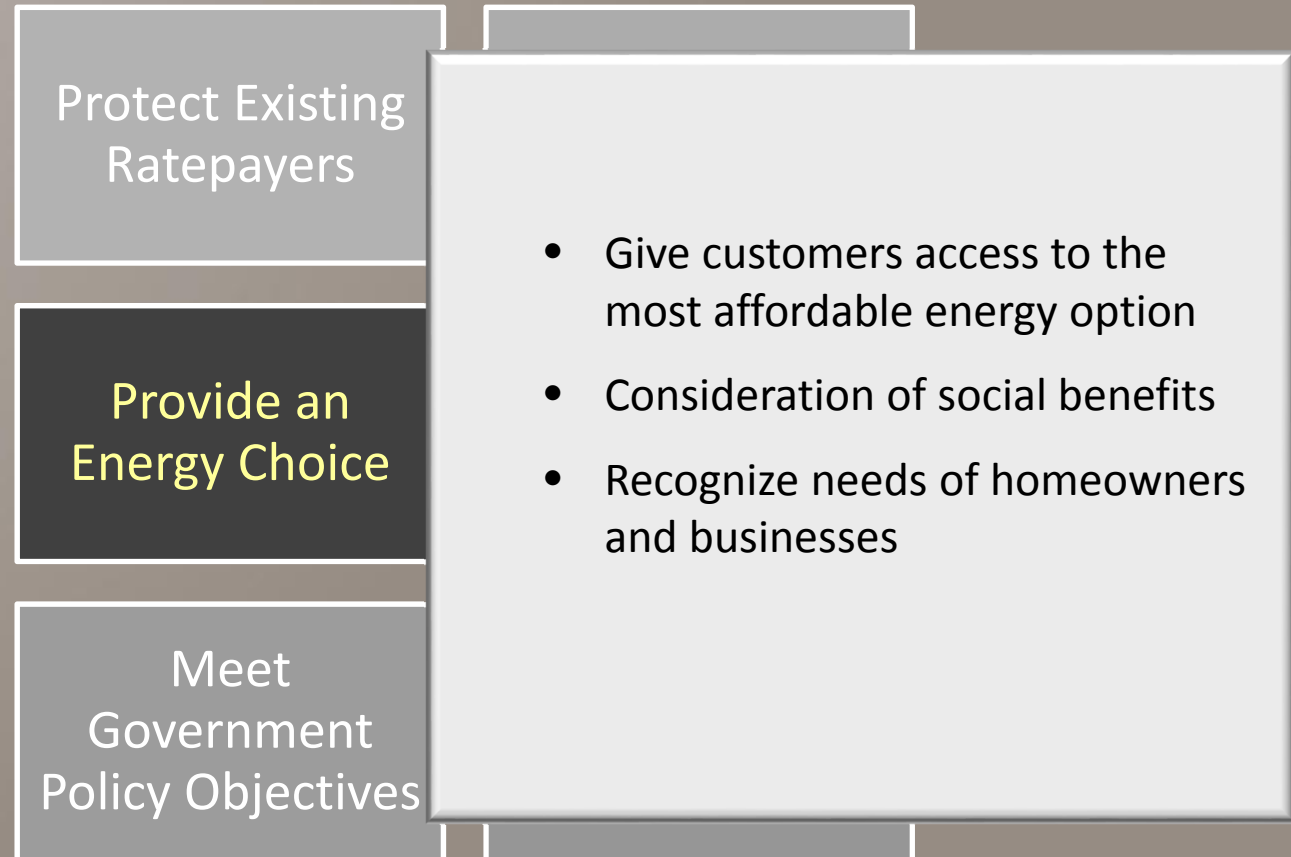 Protect Existing
Ratepayers
Provide an
Energy Choice
Meet
Government
Policy Objectives
• Give customers access to the
most affordable energy option
• Consideration of social benefits
• Recognize needs of homeowners
and businesses